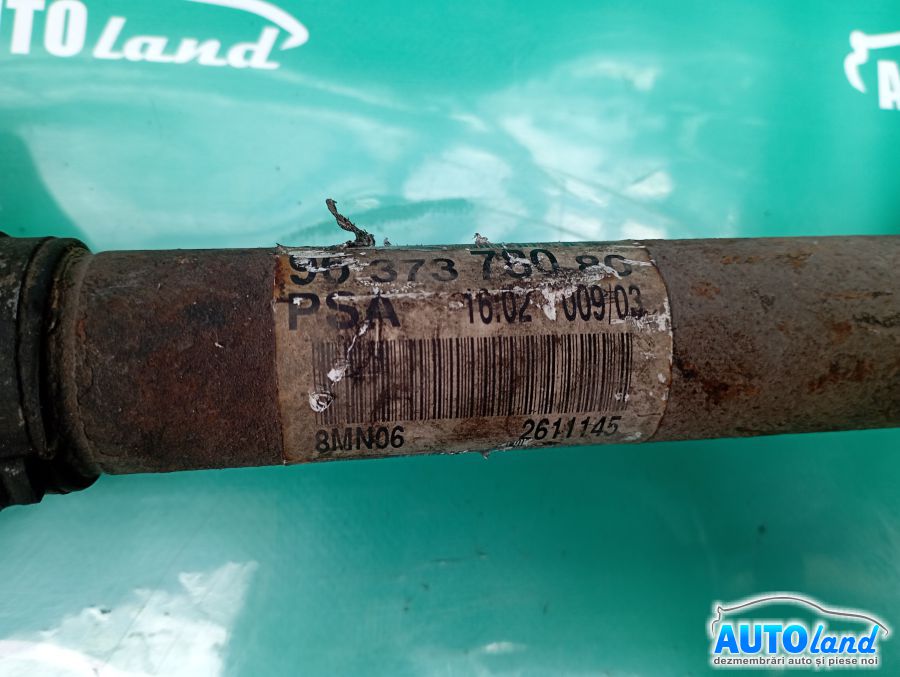 AUTOland
A
96 373 780 80
PSA 16:02 009/03
8MN06 2611145
AUTOland
dezmembrări auto și piese noi